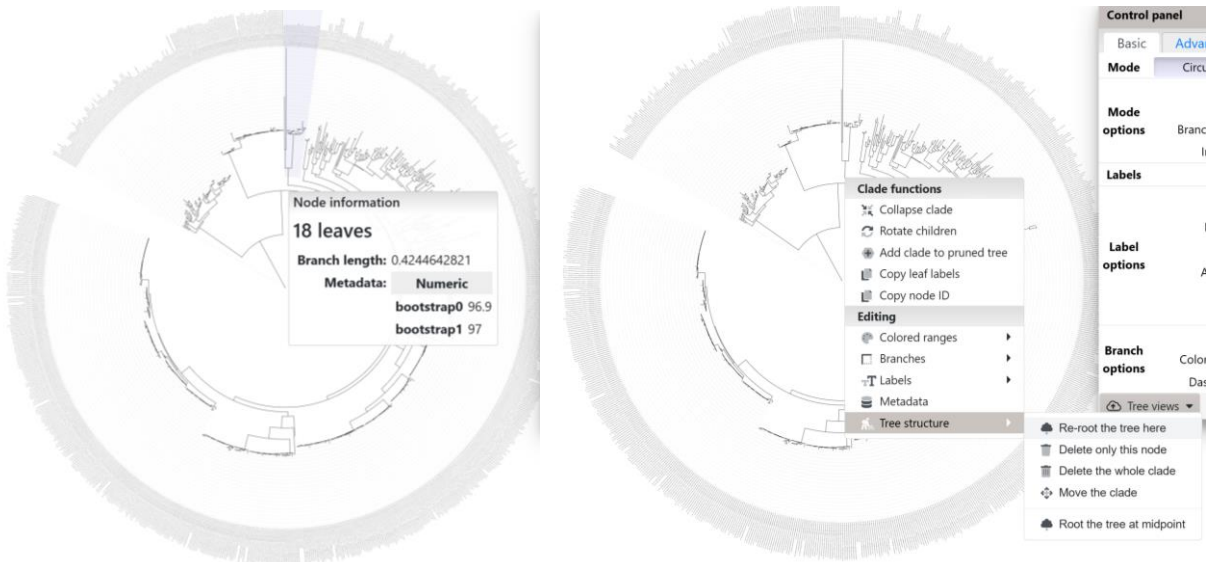 Node information
18 leaves
Branch length: 0.4244642821
Metadata: Numeric
bootstrap0 96.9
bootstrap1 97
Clade functions
Collapse clade
Rotate children
Add clade to pruned tree
Copy leaf labels
Copy node ID
Editing
Colored ranges
Branches
Labels
Metadata
Tree structure
Re-root the tree here
Delete only this node
Delete the whole clade
Move the clade
Root the tree at midpoint
Control panel
Basic
Mode
Mode
options
Labels
Label
options
Branch
options
Tree views